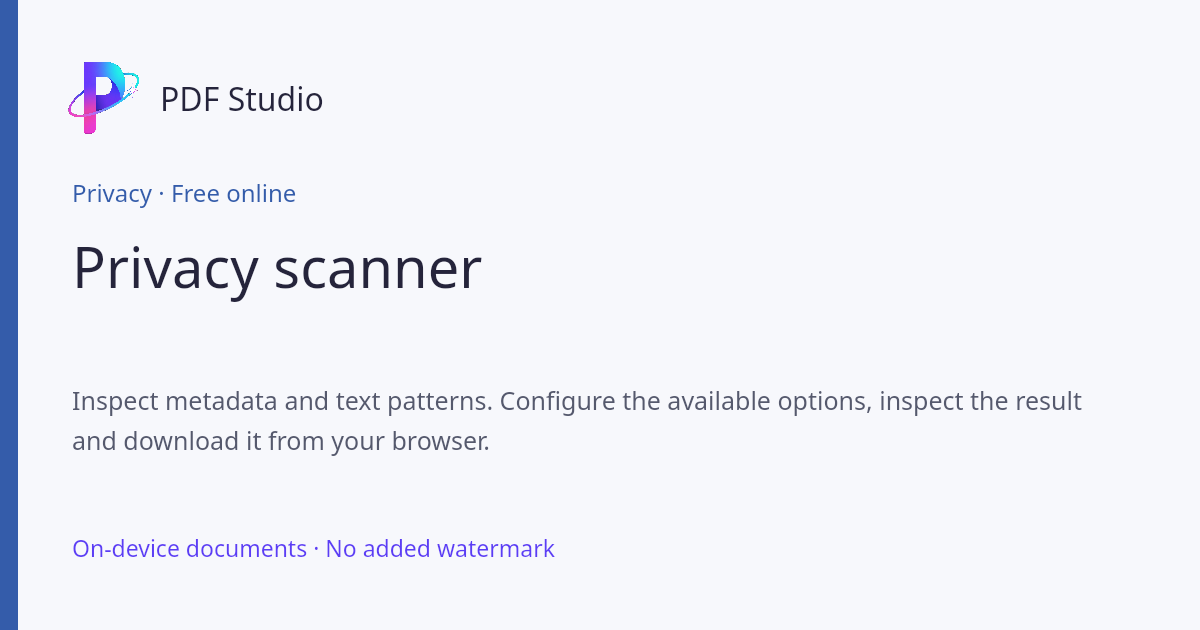 PDF Studio
Privacy · Free online
Privacy scanner
Inspect metadata and text patterns. Configure the available options, inspect the result
and download it from your browser.
On-device documents · No added watermark